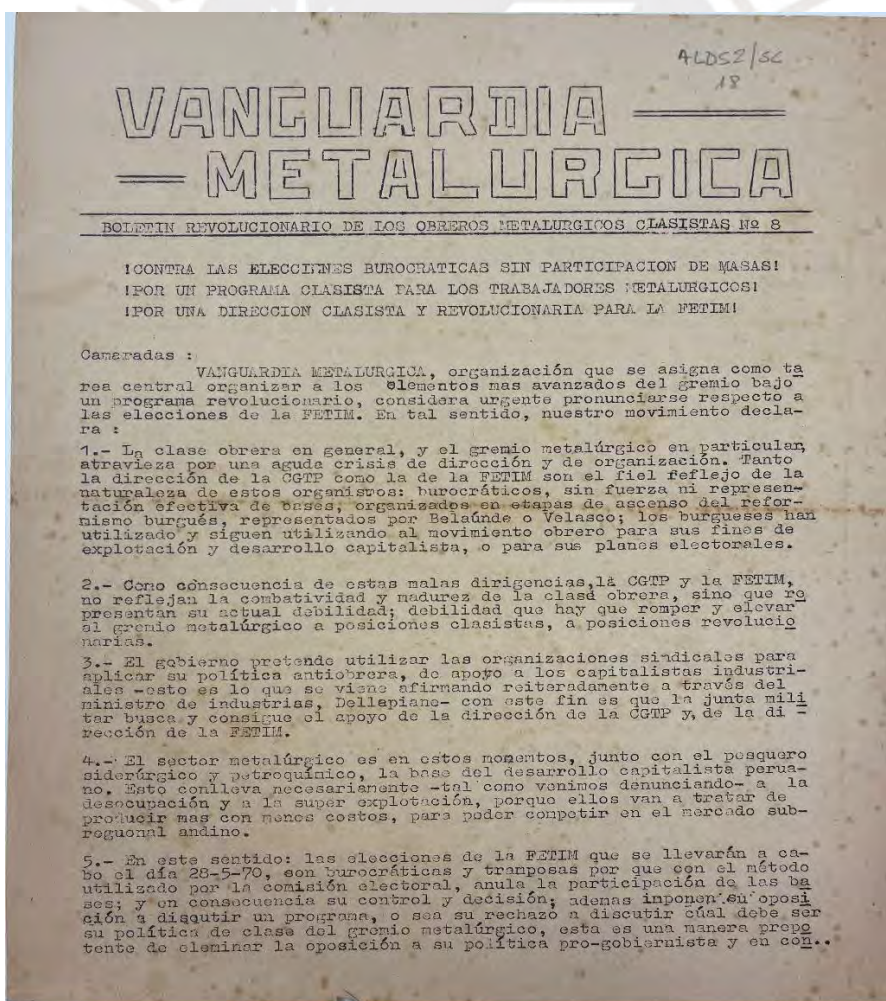 ALDS2/SC
18
VANGUARDIA
METALURGICA
BOLETIN REVOLUCIONARIO DE LOS OBREROS METALURGICOS CLASISTAS Nº 8
!CONTRA LAS ELECCIONES BUROCRATICAS SIN PARTICIPACION DE MASAS!
!POR UN PROGRAMA CLASISTA PARA LOS TRABAJADORES METALURGICOS!
!POR UNA DIRECCION CLASISTA Y REVOLUCIONARIA PARA LA FETIM!
Camaradas :
VANGUARDIA METALURGICA, organización que se asigna como ta
rea central organizar a los elementos mas avanzados del gremio bajo
un programa revolucionario, considera urgente pronunciarse respecto a
las elecciones de la FETIM. En tal sentido, nuestro movimiento decla-
ra :
1.- La clase obrera en general, y el gremio metalúrgico en particular,
atravieza por una aguda crisis de dirección y de organización. Tanto
la dirección de la CGTP como la de la FETIM son el fiel reflejo de la
naturaleza de estos organismos: burocráticos, sin fuerza ni represen-
tación efectiva de bases; organizados en etapas de ascenso del refor-
mismo burgués, representados por Belaúnde o Velasco; los burgueses han
utilizado y siguen utilizando al movimiento obrero para sus fines de
explotación y desarrollo capitalista, o para sus planes electorales.
2.- Como consecuencia de estas malas dirigencias, la CGTP y la FETIM,
no reflejan la combatividad y madurez de la clasd obrera, sino que re
presentan su actual debilidad; debilidad que hay que romper y elevar
al gremio metalúrgico a posiciones clasistas, a posiciones revolucio
narias.
3.- El gobierno pretende utilizar las organizaciones sindicales para
aplicar su política antiobrera, de apoyo a los capitalistas industri-
ales -esto es lo que se viene afirmando reiteradamente a través del
ministro de industrias, Dellapiane- con este fin es que la junta mili
tar busca y consigue el apoyo de la dirección de la CGTP y, de la di -
rección de la FETIM.
4.- El sector metalúrgico es en estos momentos, junto con el pesquero
siderúrgico y petroquímico, la base del desarrollo capitalista perua-
no. Esto conlleva necesariamente -tal como venimos denunciando- a la
desocupación y a la super explotación, porque ellos van a tratar de
producir mas con menos costos, para poder competir en el mercado sub-
reguonal andino.
5.- En este sentido: las elecciones de la FETIM que se llevarán a ca-
bo el día 28-5-70, son burocráticas y tramposas por que con el método
utilizado por la comisión electoral, anula la participación de las ba
ses; y en consecuencia su control y decisión; ademas imponen su oposi
ción a disqutir un programa, o sea su rechazo a discutir cúal debe ser
su política de clase del gremio metalúrgico, esta es una manera prepo
tente de eleminar la oposición a su política pro-gobiernista y en con..